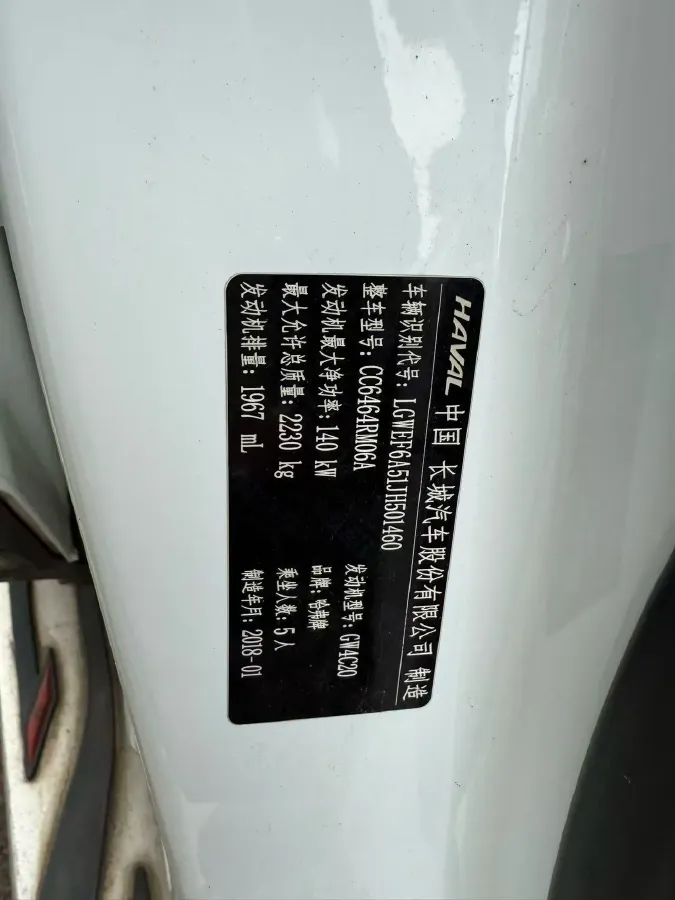 HAVAL 中国 长城汽车股份有限公司 制造
车辆识别代号: LGWEF6A51JH501460
整车型号: CC6464RM06A 发动机型号: GW4C20
发动机最大净功率: 140 kW 品牌: 哈弗牌
最大允许总质量: 2230 kg 乘坐人数: 5 人
发动机排量: 1967 mL 制造年月: 2018-01